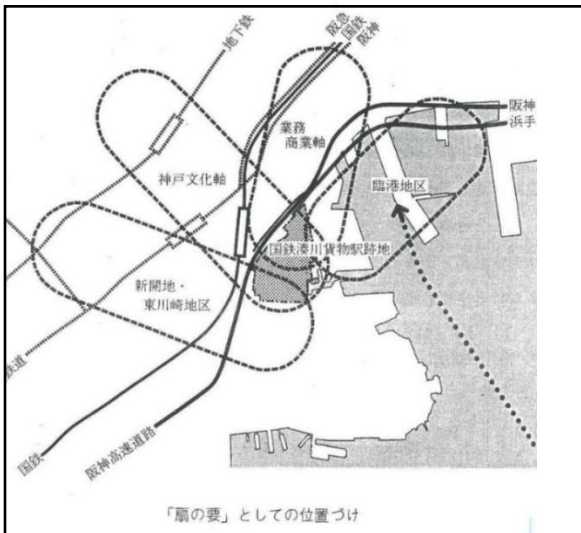 地下鉄
阪急
国鉄
阪神
業務
商業軸
阪神
浜手
神戸文化軸
臨港地区
国鉄湊川貨物駅跡地
新開地・
東川崎地区
鉄道
国鉄
阪神高速道路
「扇の要」としての位置づけ